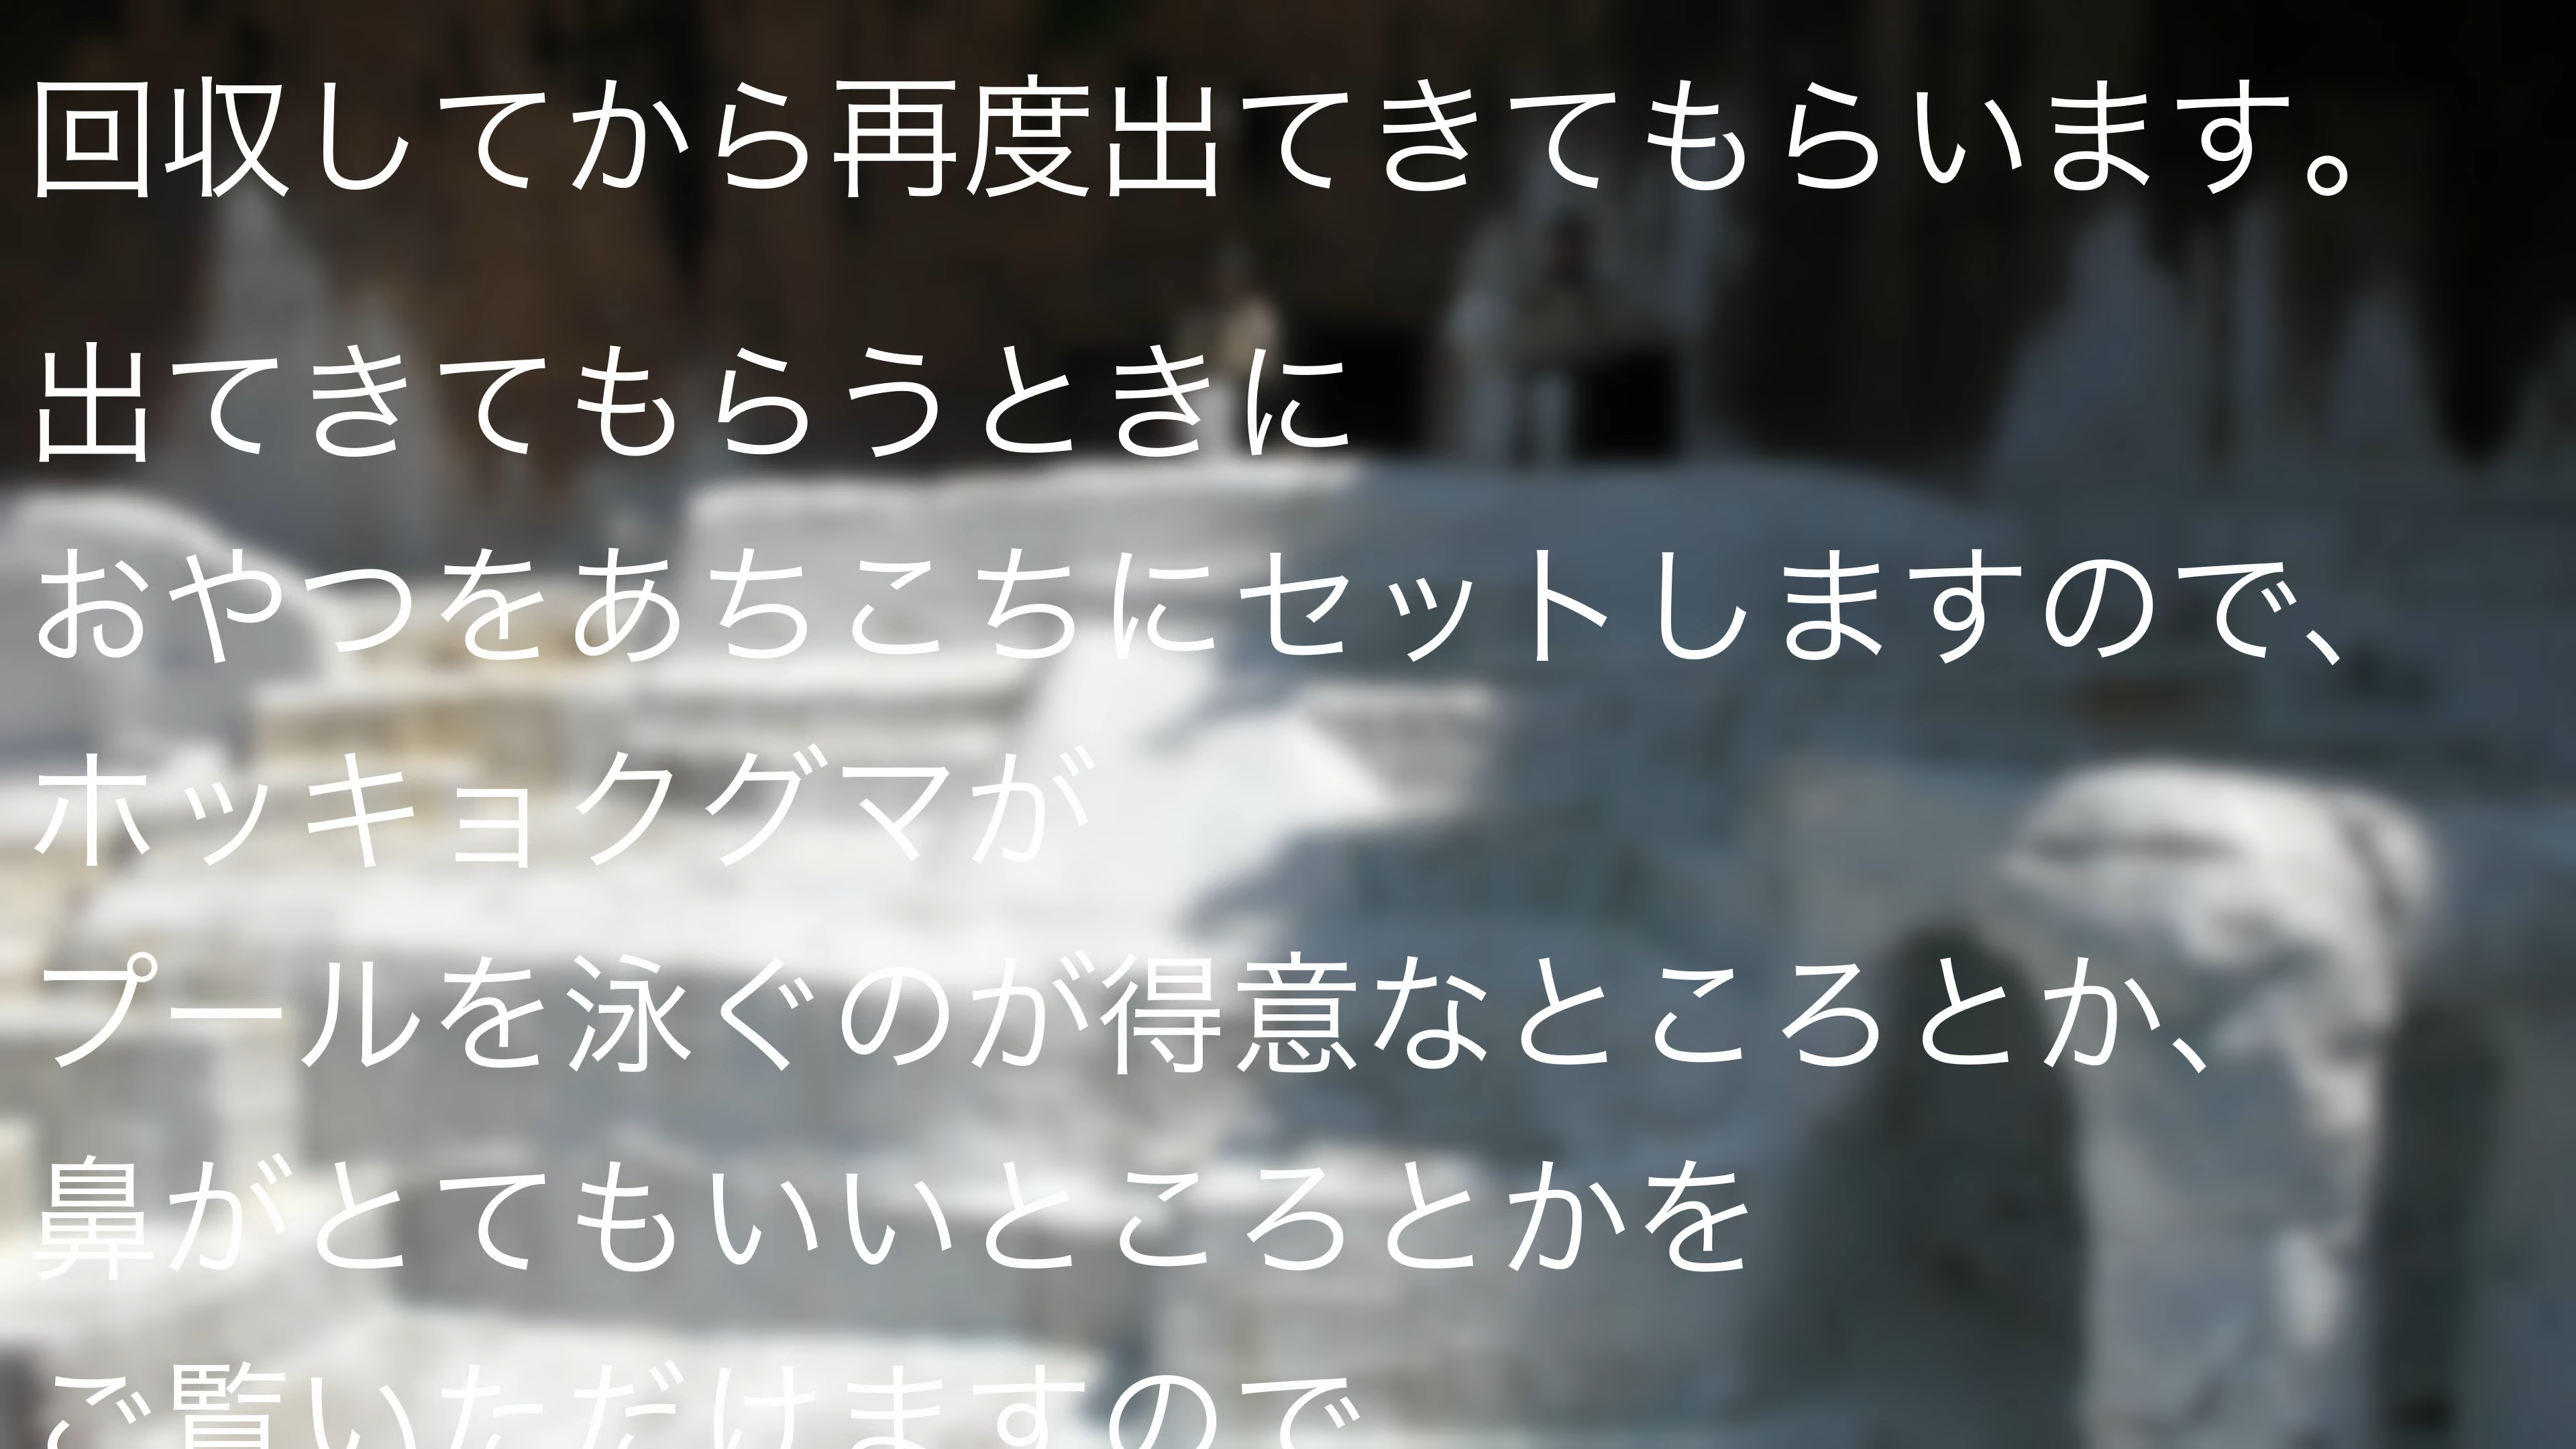 回収してから再度出てきてもらいます。
出てきてもらうときに
おやつをあちこちにセットしますので、
ホッキョクグマが
プールを泳ぐのが得意なところとか、
鼻がとてもいいところとかを
ご覧いただけますので